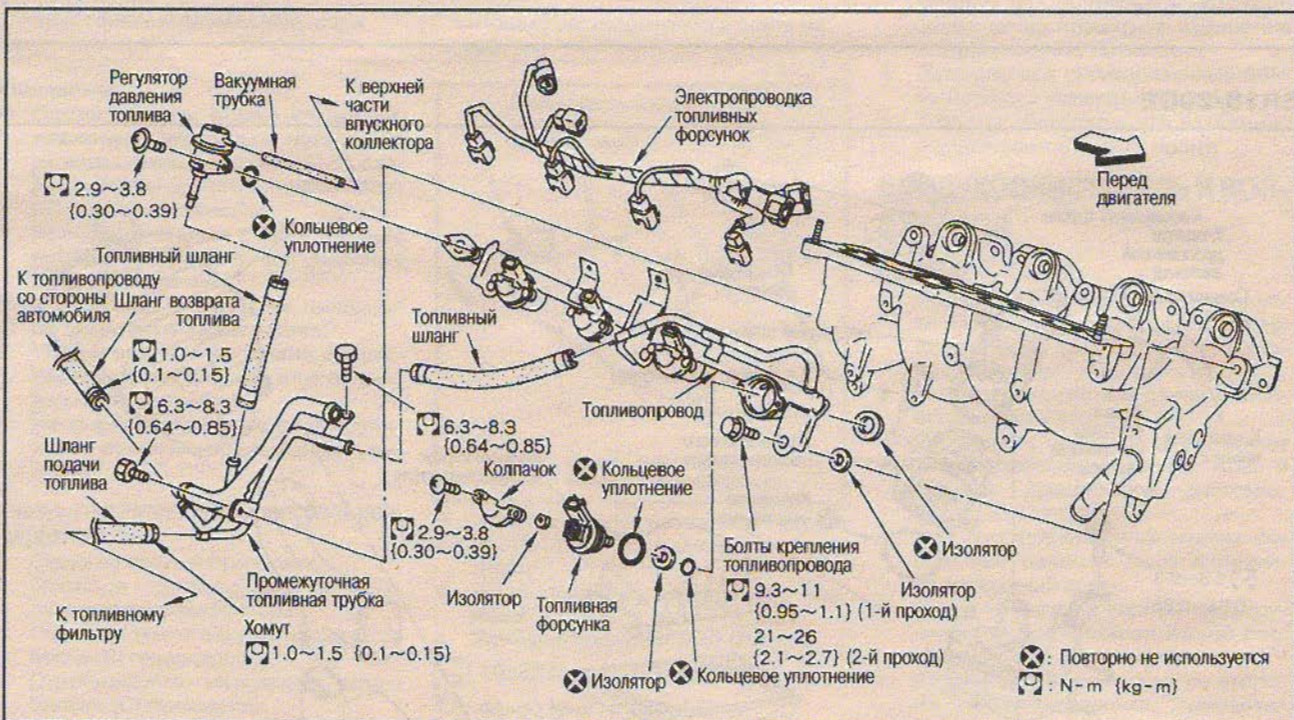 Регулятор
давления
топлива
Вакуумная
трубка
К верхней
части
впускного
коллектора
Электропроводка
топливных
форсунок
Перед
двигателя
2.9~3.8
{0.30~0.39}
Кольцевое
уплотнение
Топливный шланг
К топливопроводу
со стороны
автомобиля
Шланг возврата
топлива
Топливный
шланг
1.0~1.5
{0.1~0.15}
6.3~8.3
{0.64~0.85}
Топливопровод
6.3~8.3
{0.64~0.85}
Шланг
подачи
топлива
Колпачок
Кольцевое
уплотнение
2.9~3.8
{0.30~0.39}
Болты крепления
топливопровода
9.3~11
{0.95~1.1} (1-й проход)
21~26
{2.1~2.7} (2-й проход)
Изолятор
Изолятор
Промежуточная
топливная трубка
Изолятор
Топливная
форсунка
К топливному
фильтру
Хомут
1.0~1.5 {0.1~0.15}
Изолятор
Кольцевое уплотнение
: Повторно не используется
: N-m {kg-m}